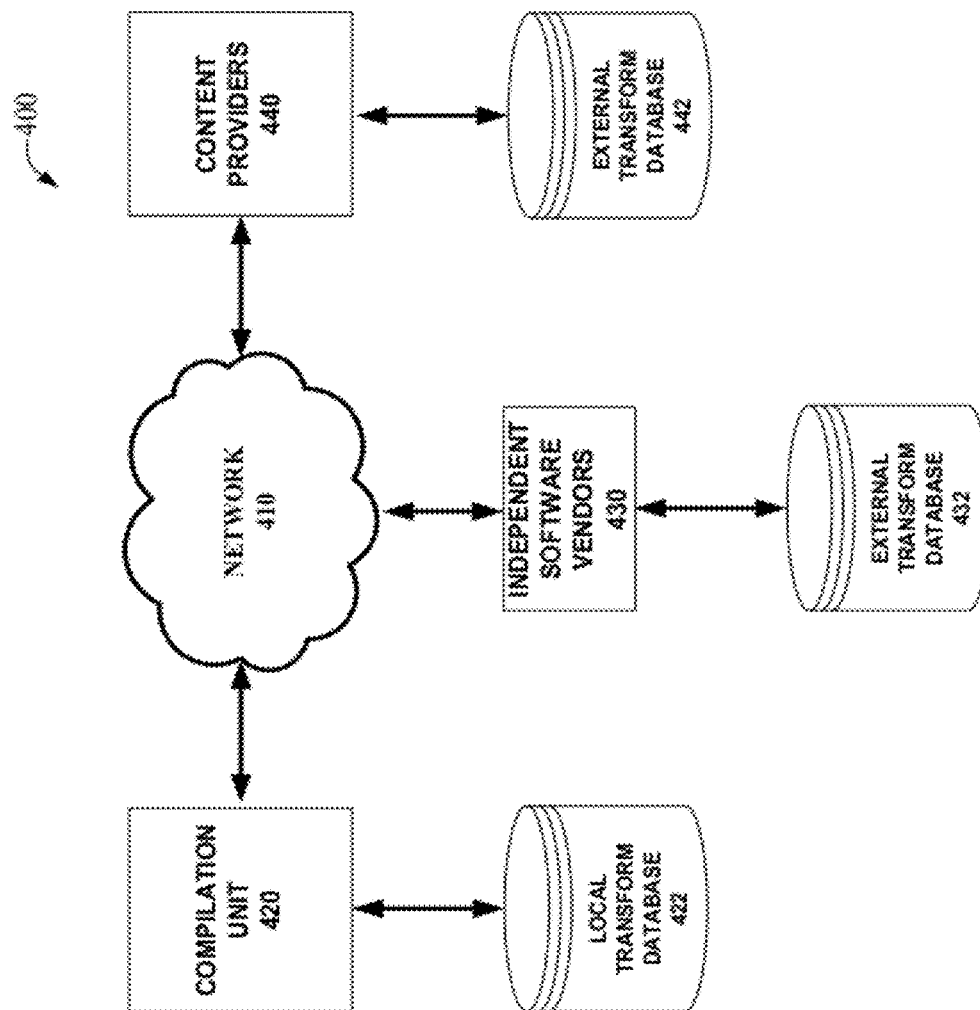 400
COMPILATION
UNIT
420
NETWORK
410
CONTENT
PROVIDERS
440
LOCAL
TRANSFORM
DATABASE
422
INDEPENDENT
SOFTWARE
VENDORS
430
EXTERNAL
TRANSFORM
DATABASE
442
EXTERNAL
TRANSFORM
DATABASE
432